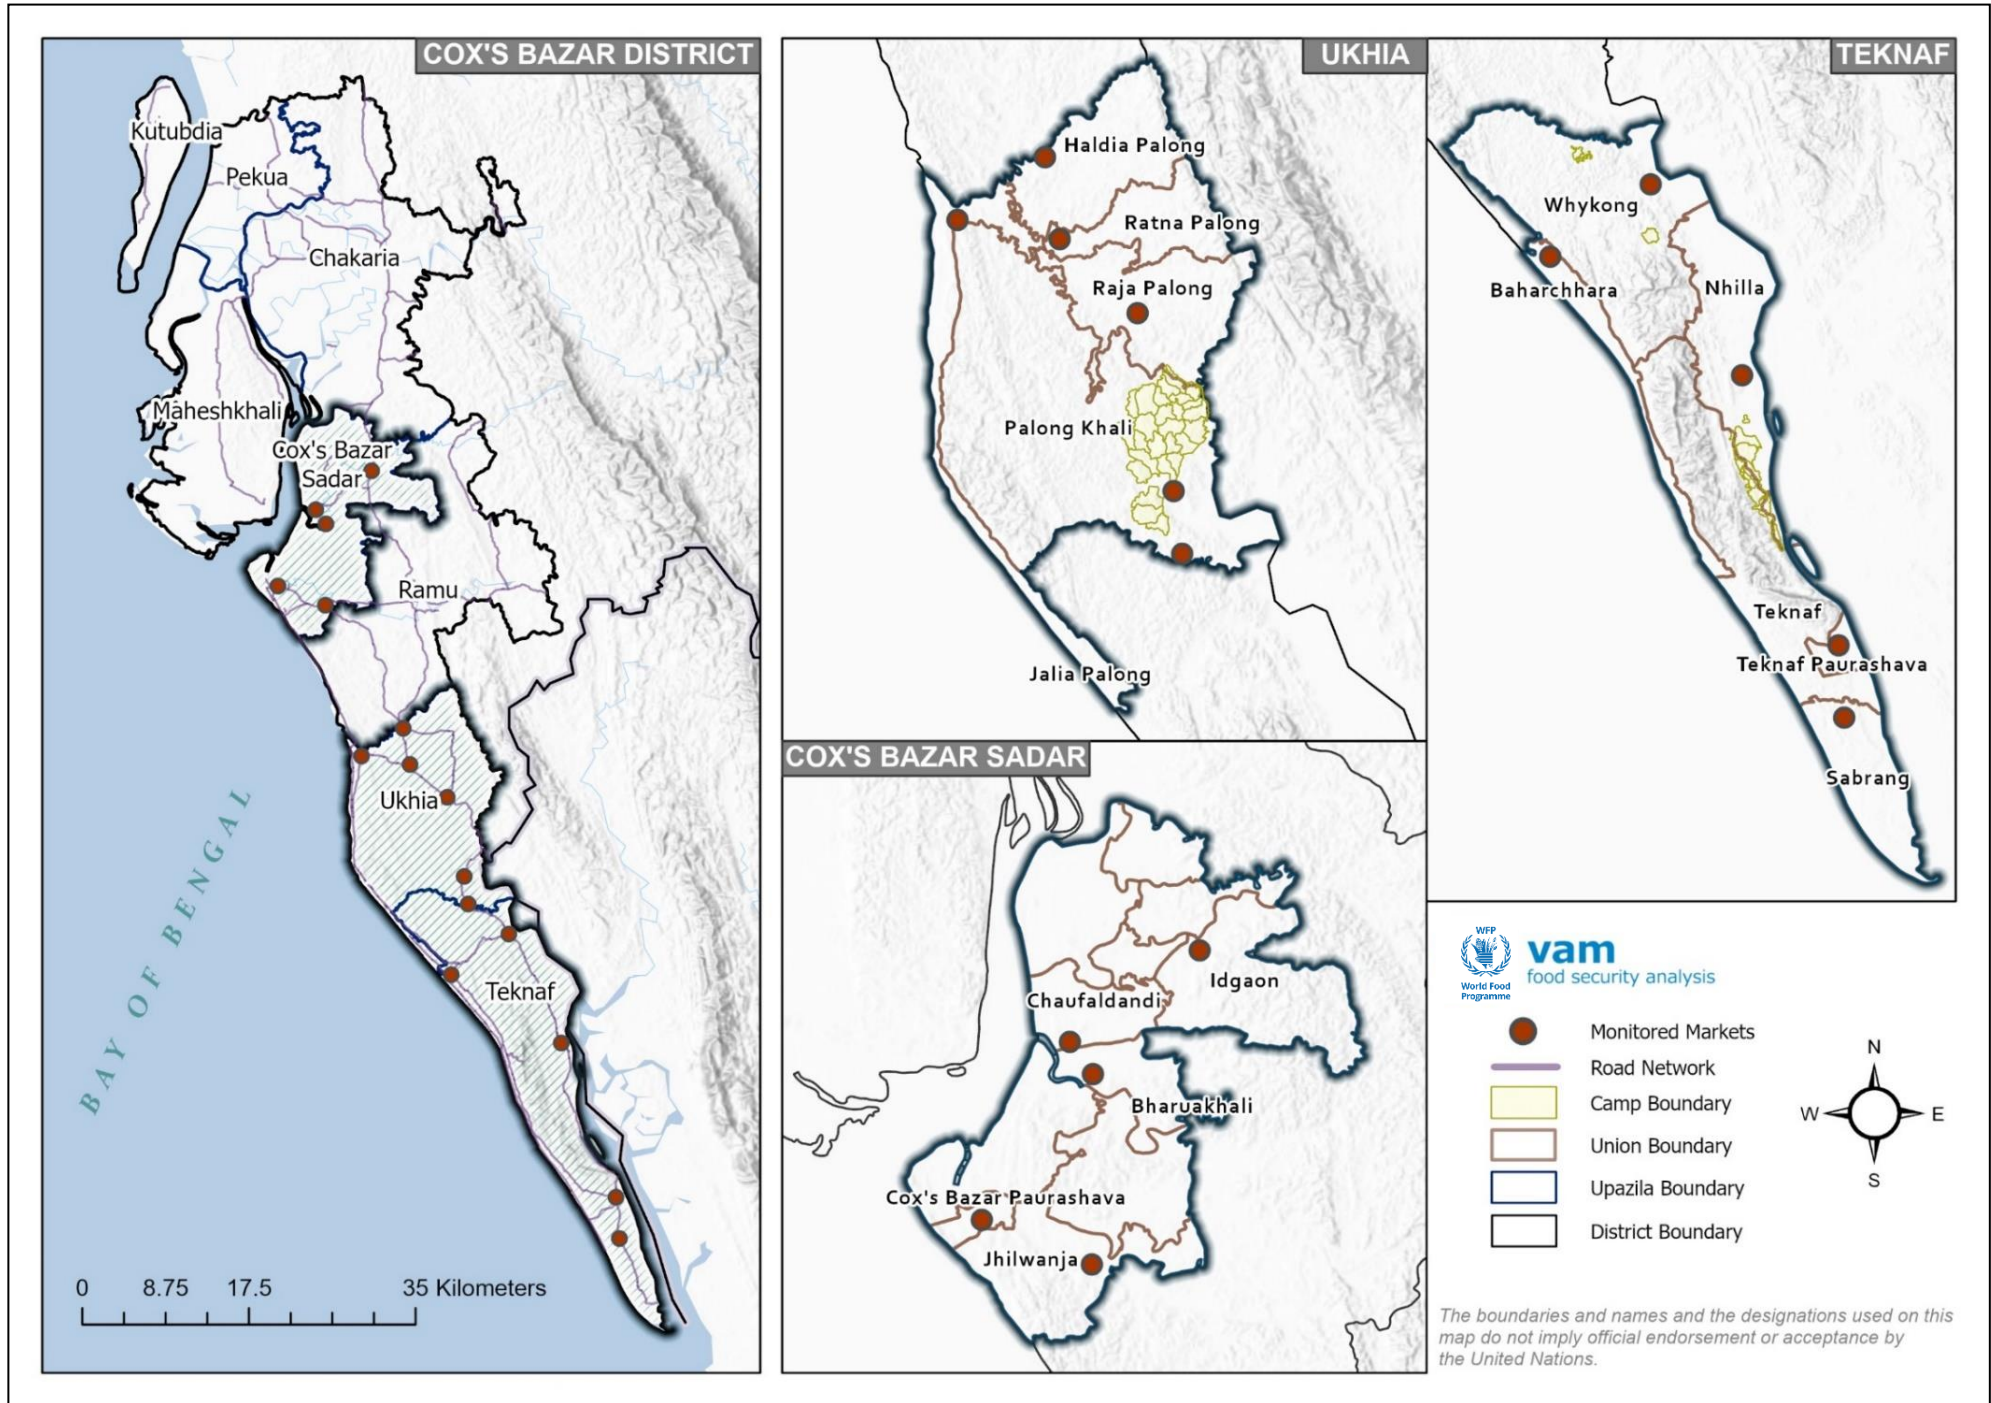 COX'S BAZAR DISTRICT
Kutubdia
Pekua
Chakaria
Maheshkhali
Cox's Bazar
Sadar
Ramu
Ukhia
Teknaf
BAY OF BENGAL
0 8.75 17.5 35 Kilometers
UKHIA
Haldia Palong
Ratna Palong
Raja Palong
Palong Khali
Jalia Palong
TEKNAF
Whykong
Baharchhara
Nhilla
Teknaf
Teknaf Paurashava
Sabrang
COX'S BAZAR SADAR
Idgaon
Chaufaldandi
Bharuakhali
Cox's Bazar Paurashava
Jhilwanja
WFP
World Food
Programme
vam
food security analysis
Monitored Markets
Road Network
Camp Boundary
Union Boundary
Upazila Boundary
District Boundary
N
W E
S
The boundaries and names and the designations used on this
map do not imply official endorsement or acceptance by
the United Nations.